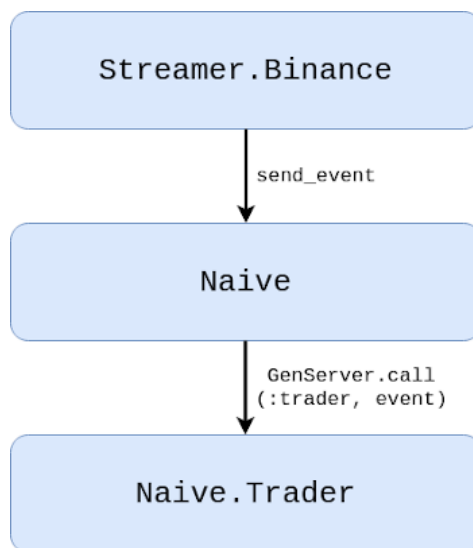 Streamer.Binance
send_event
Naive
GenServer.call
(:trader, event)
Naive.Trader